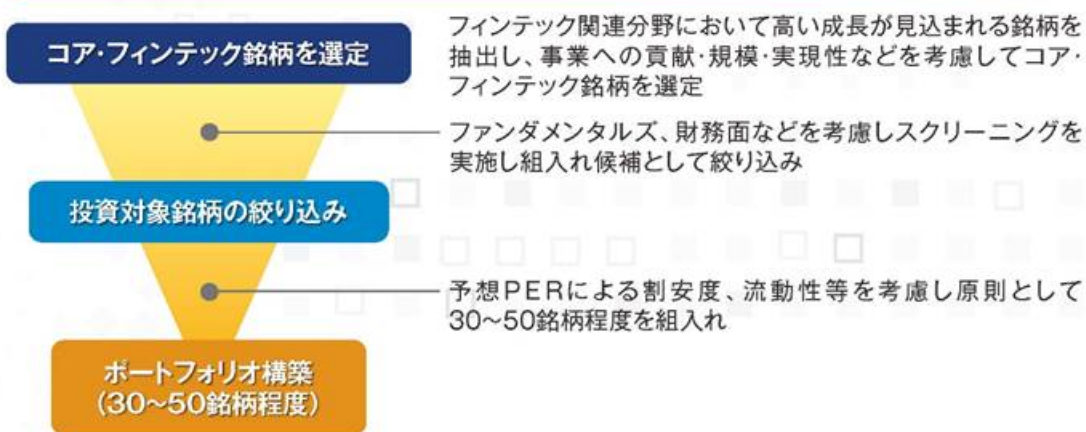 コア・フィンテック銘柄を選定
フィンテック関連分野において高い成長が見込まれる銘柄を
抽出し、事業への貢献・規模・実現性などを考慮してコア・
フィンテック銘柄を選定
ファンダメンタルズ、財務面などを考慮しスクリーニングを
実施し組入れ候補として絞り込み
投資対象銘柄の絞り込み
予想PERによる割安度、流動性等を考慮し原則として
30〜50銘柄程度を組入れ
ポートフォリオ構築
(30〜50銘柄程度)